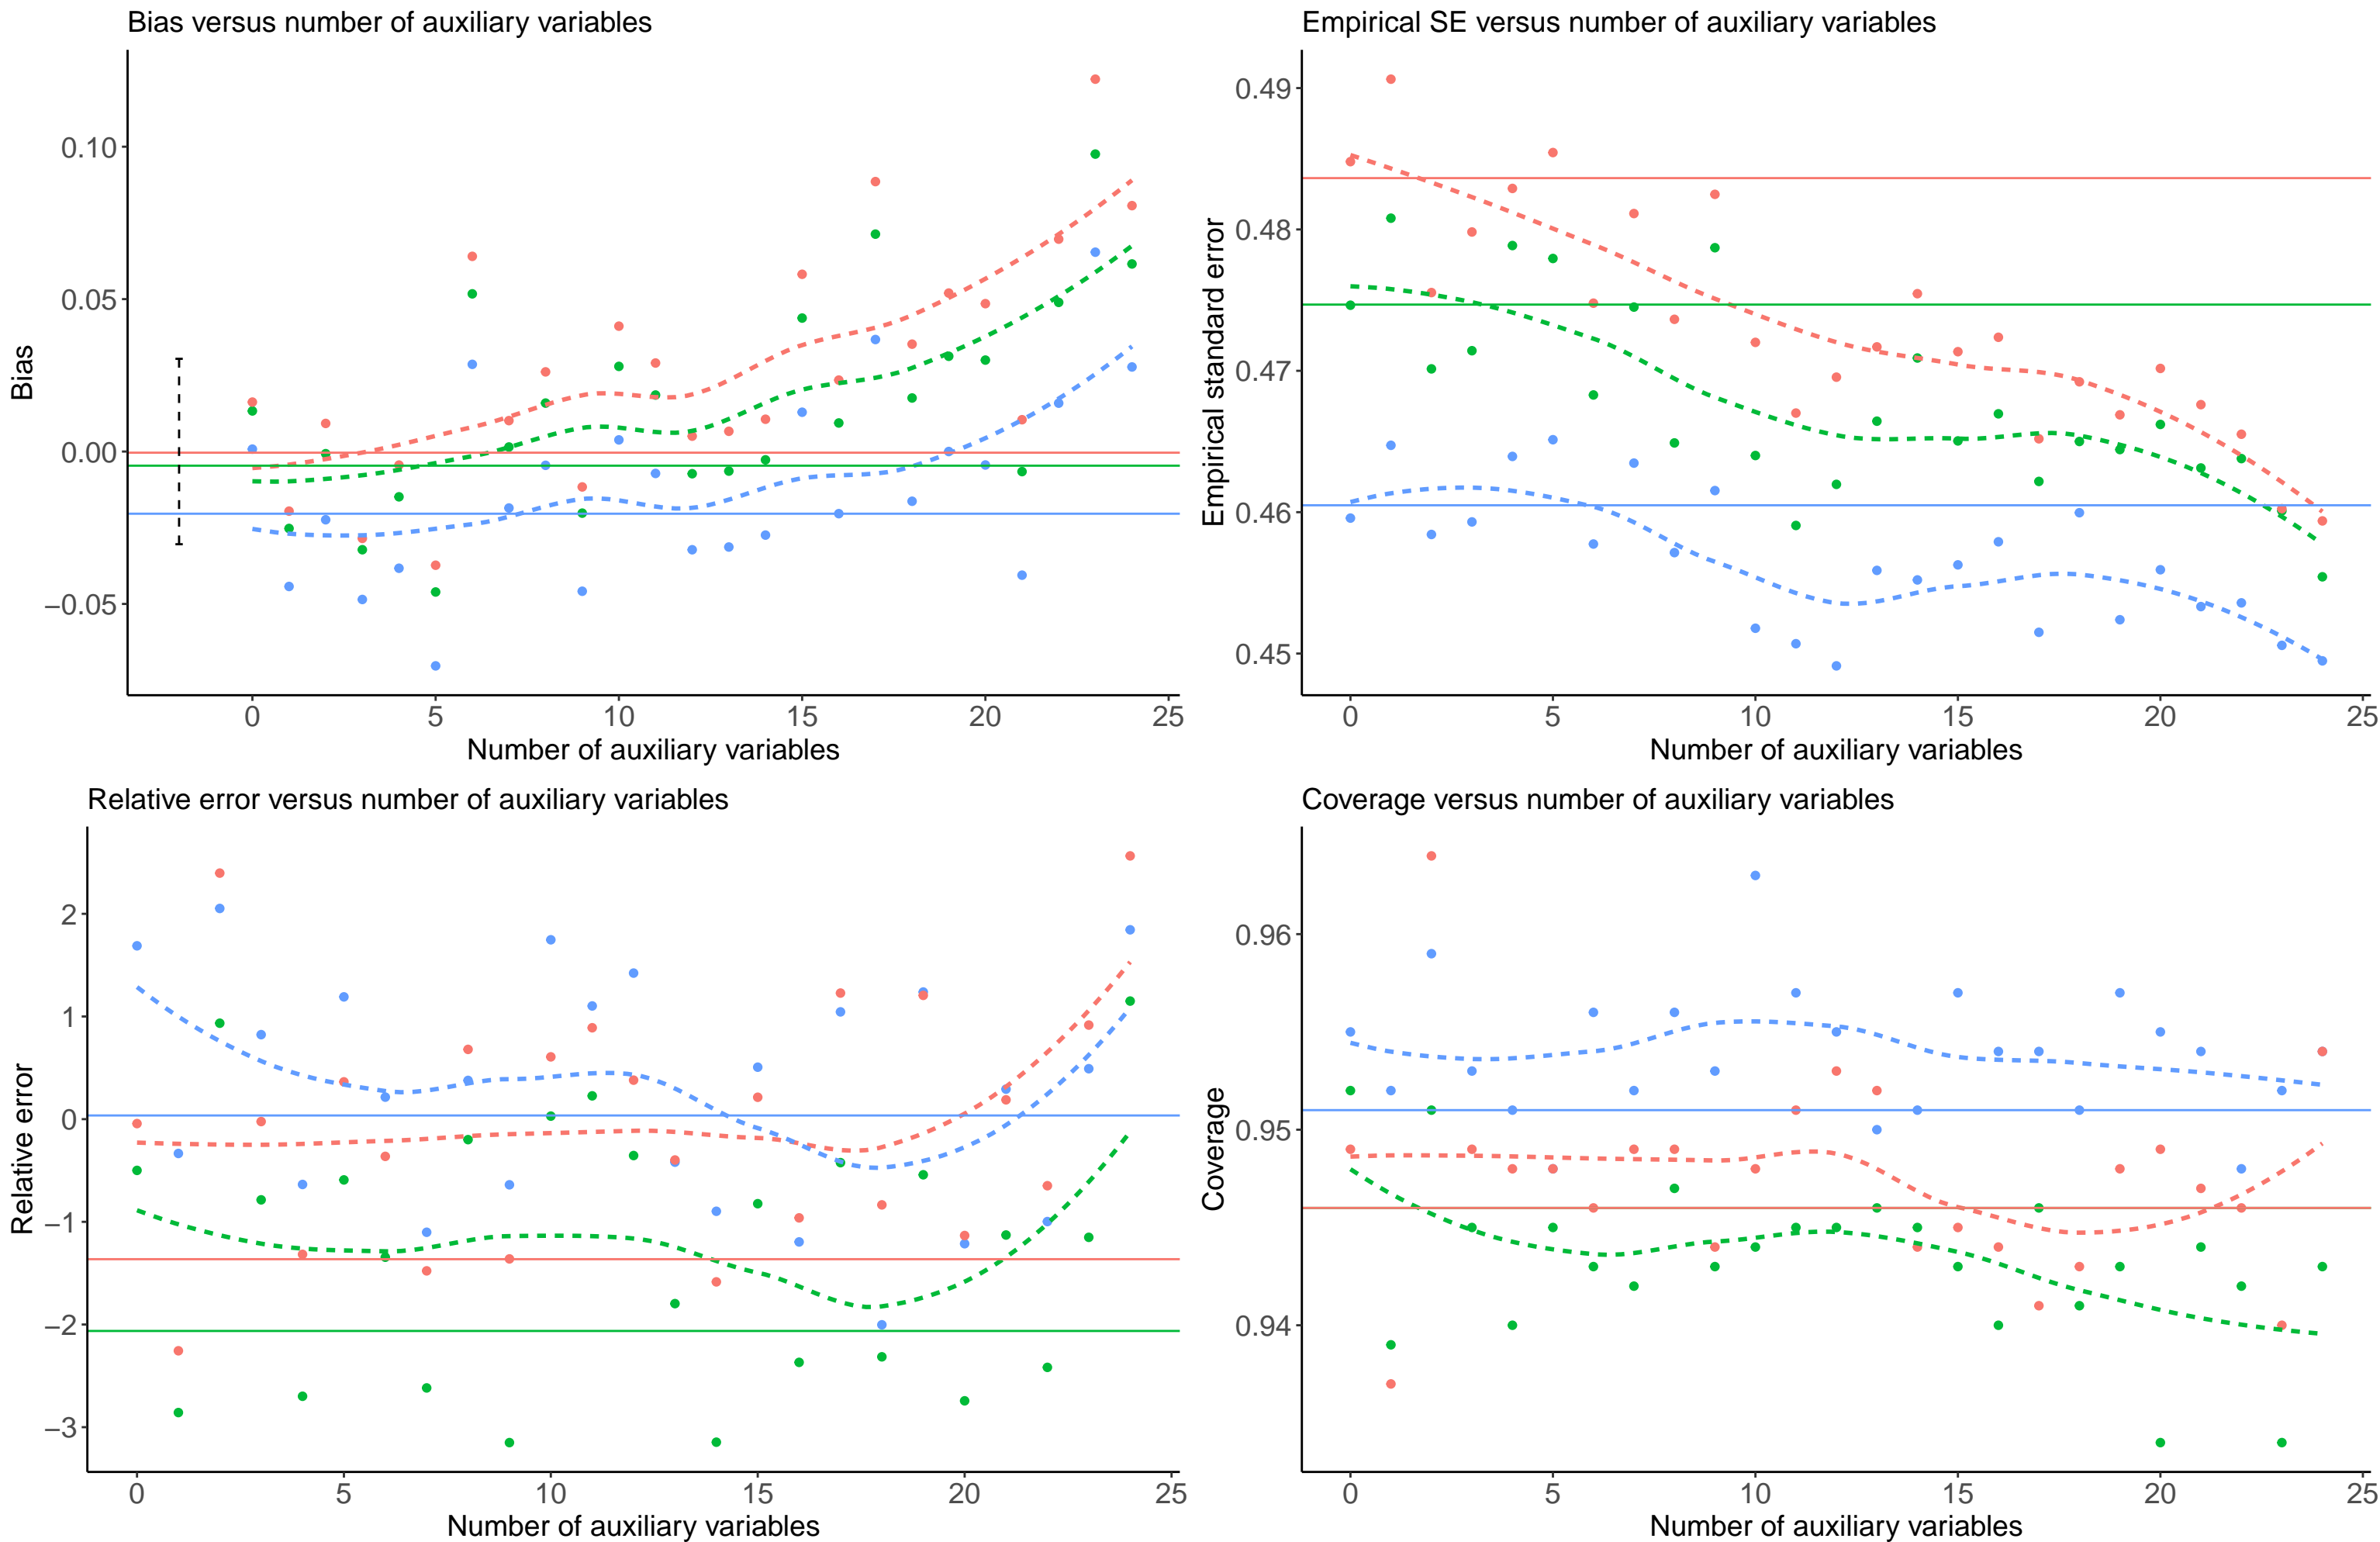 Bias versus number of auxiliary variables
Bias
0.10
0.05
0.00
−0.05
0 5 10 15 20 25
Number of auxiliary variables
Empirical SE versus number of auxiliary variables
Empirical standard error
0.49
0.48
0.47
0.46
0.45
0 5 10 15 20 25
Number of auxiliary variables
Relative error versus number of auxiliary variables
Relative error
2
1
0
−1
−2
−3
0 5 10 15 20 25
Number of auxiliary variables
Coverage versus number of auxiliary variables
Coverage
0.96
0.95
0.94
0 5 10 15 20 25
Number of auxiliary variables